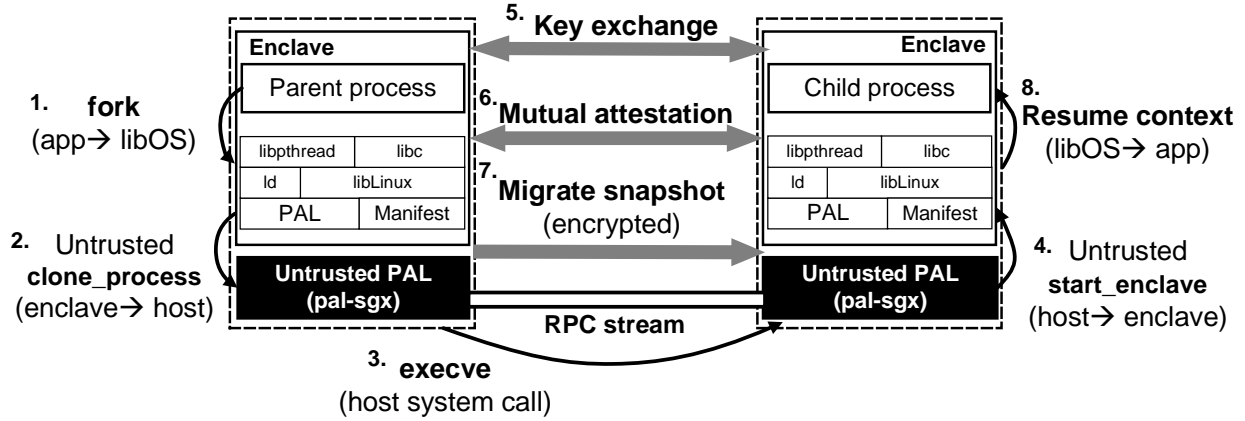 5. Key exchange
Enclave
Enclave
Parent process
Child process
1. fork
(app→ libOS)
6. Mutual attestation
8.
Resume context
(libOS→ app)
libpthread
libc
ld
libLinux
PAL
Manifest
7.
Migrate snapshot
(encrypted)
libpthread
libc
ld
libLinux
PAL
Manifest
2. Untrusted
clone_process
(enclave→ host)
Untrusted PAL
(pal-sgx)
Untrusted PAL
(pal-sgx)
4. Untrusted
start_enclave
(host→ enclave)
RPC stream
3. execve
(host system call)